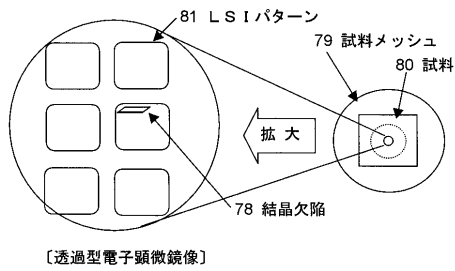 81 LSIパターン
79 試料メッシュ
80 試料
拡 大
78 結晶欠陥
〔透過型電子顕微鏡像〕